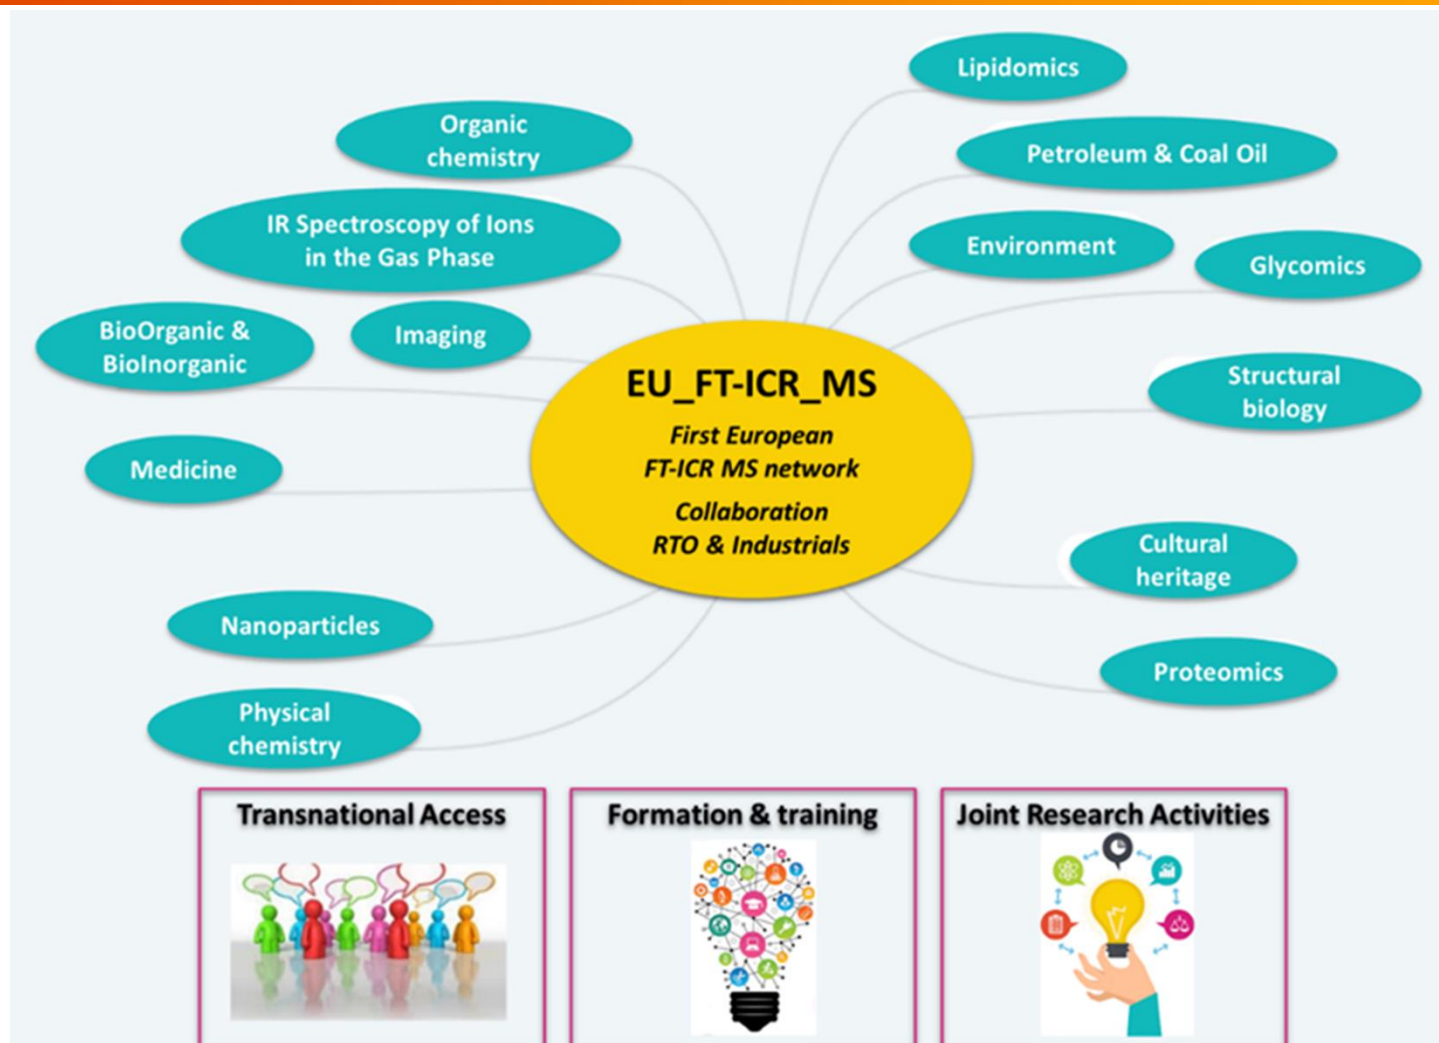 Lipidomics
Organic
chemistry
Petroleum & Coal Oil
IR Spectroscopy of Ions
in the Gas Phase
Environment
Glycomics
BioOrganic &
BioInorganic
Imaging
EU_FT-ICR_MS
First European
FT-ICR MS network
Collaboration
RTO & Industrials
Structural
biology
Medicine
Cultural
heritage
Nanoparticles
Proteomics
Physical
chemistry
Transnational Access
Formation & training
Joint Research Activities